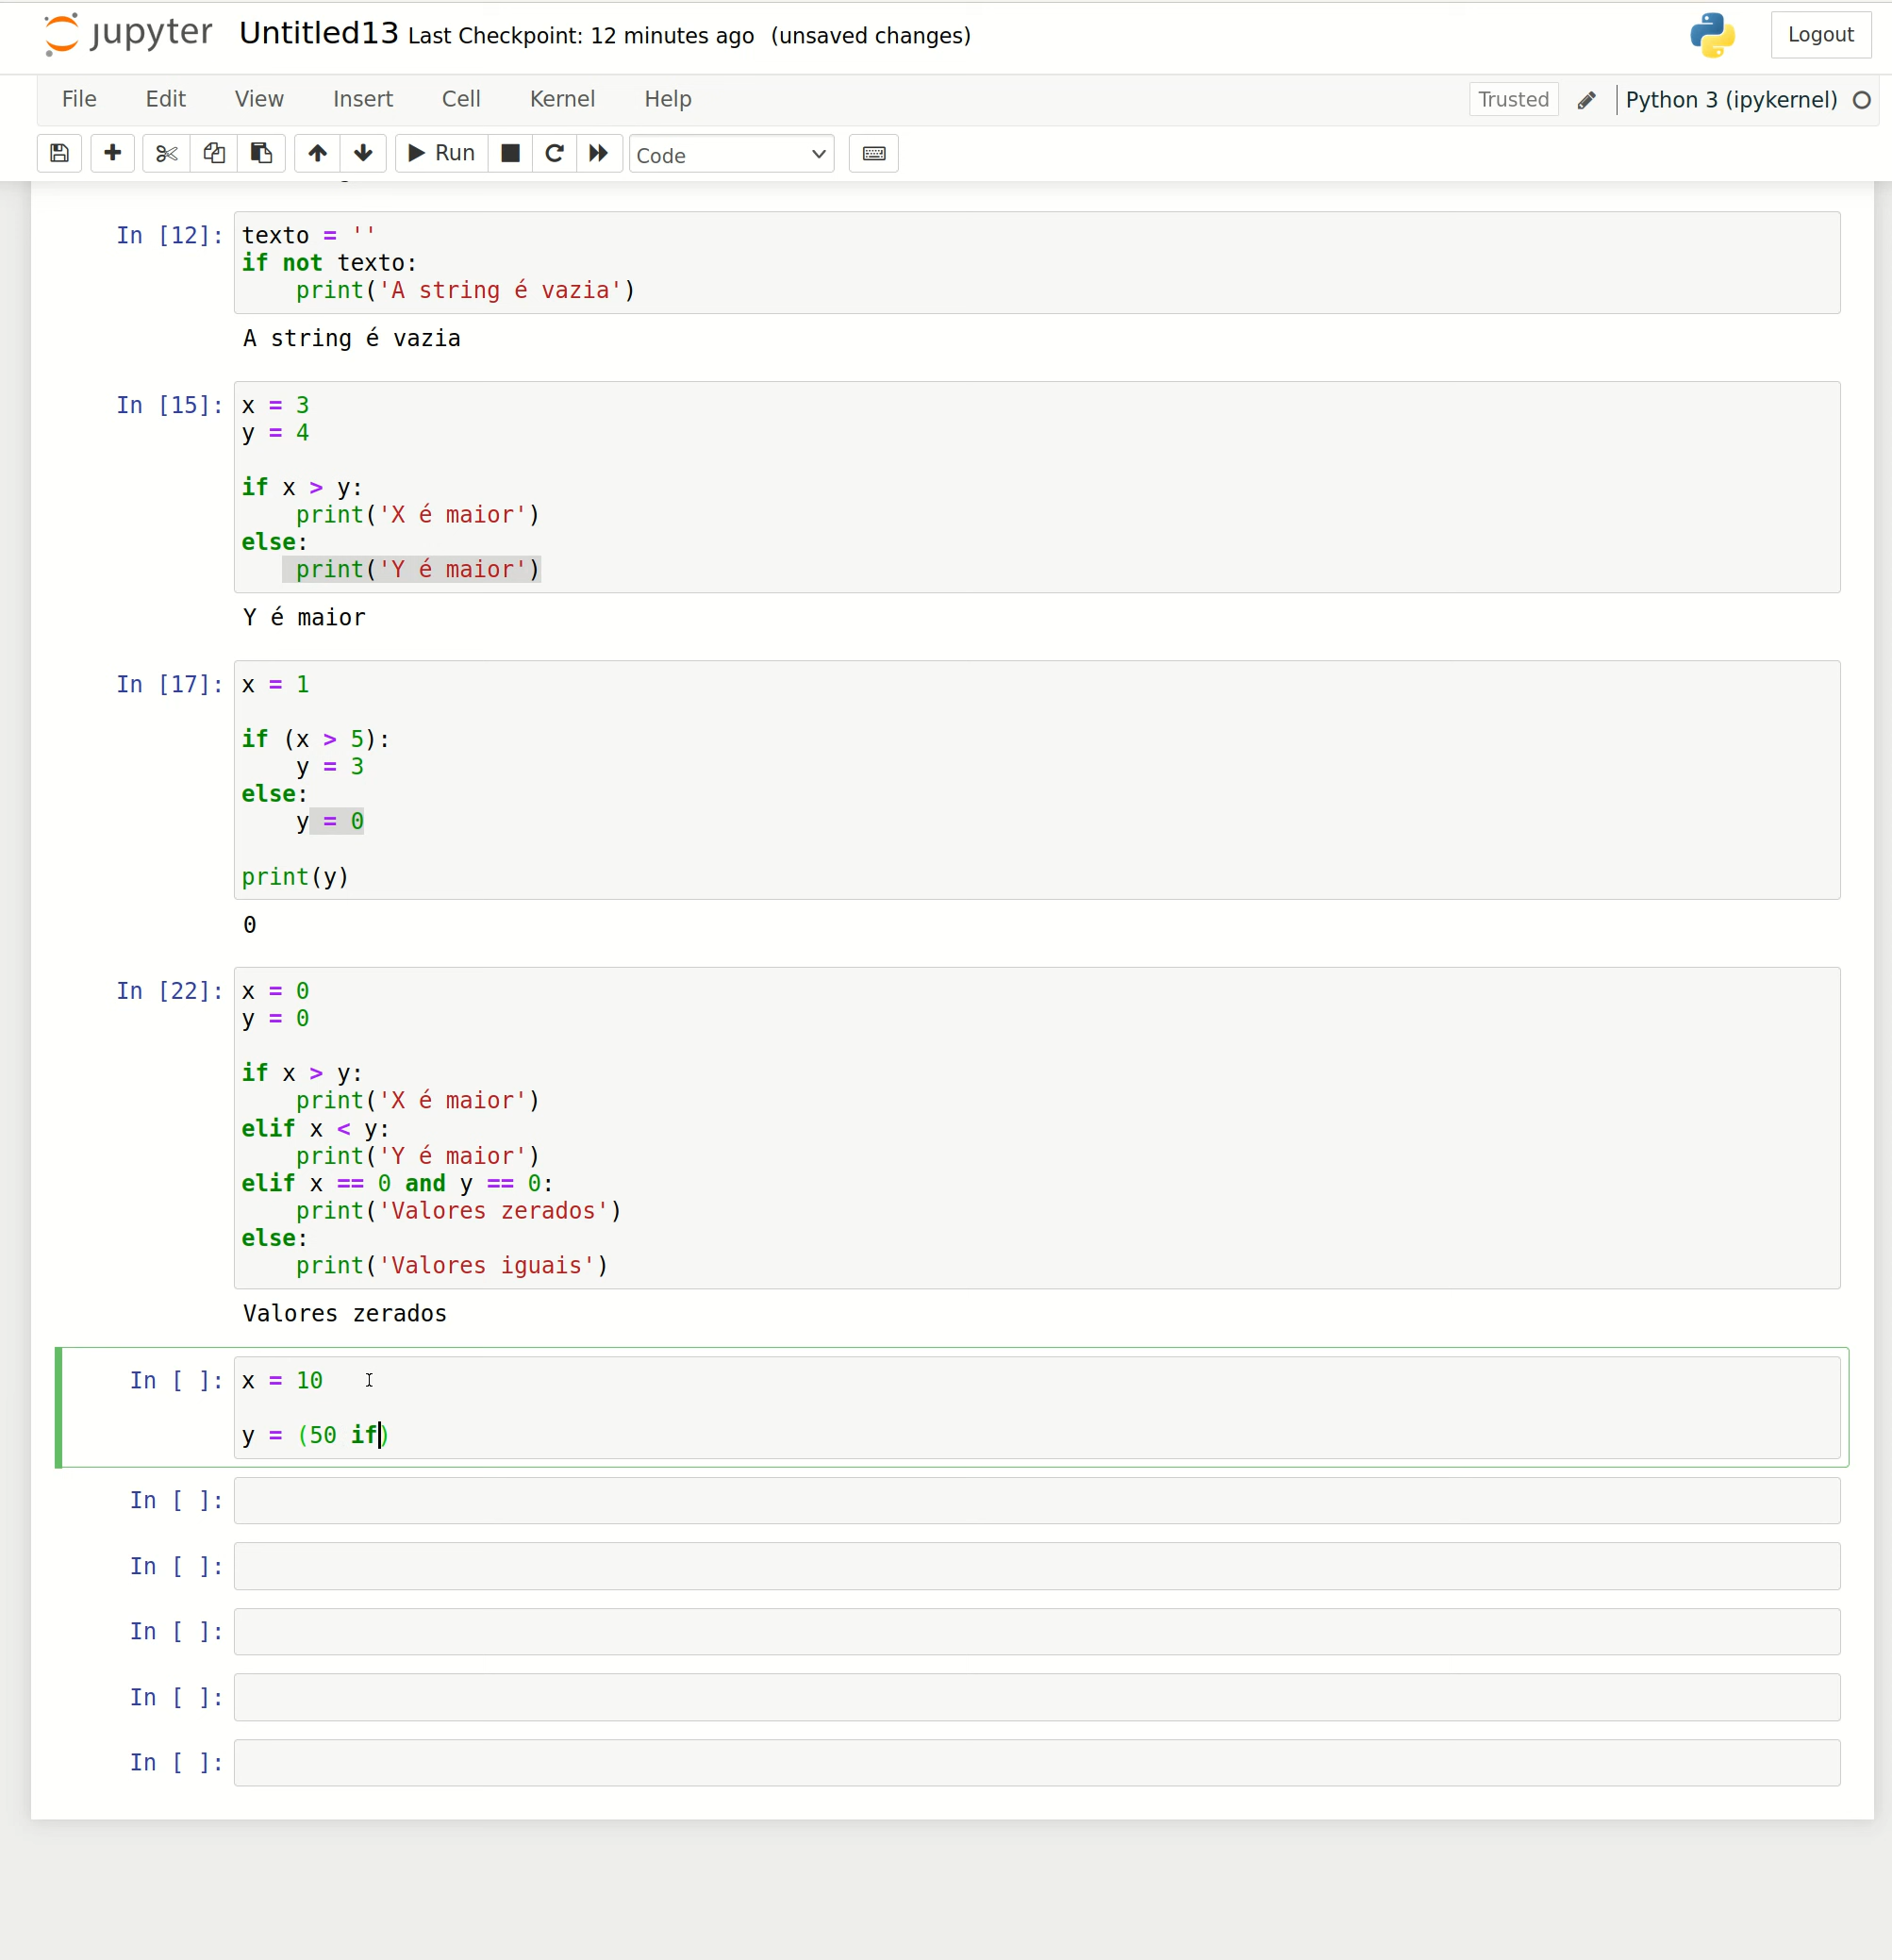 jupyter Untitled13 Last Checkpoint: 12 minutes ago (unsaved changes) Logout
File Edit View Insert Cell Kernel Help Trusted Python 3 (ipykernel)
Run Code
In [12]: texto = ''
if not texto:
    print('A string é vazia')
A string é vazia
In [15]: x = 3
y = 4
if x > y:
    print('X é maior')
else:
    print('Y é maior')
Y é maior
In [17]: x = 1
if (x > 5):
    y = 3
else:
    y = 0
print(y)
0
In [22]: x = 0
y = 0
if x > y:
    print('X é maior')
elif x < y:
    print('Y é maior')
elif x == 0 and y == 0:
    print('Valores zerados')
else:
    print('Valores iguais')
Valores zerados
In [ ]: x = 10
y = (50 if)
In [ ]:
In [ ]:
In [ ]:
In [ ]:
In [ ]: